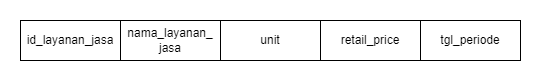 id_layanan_jasa
nama_layanan_
jasa
unit
retail_price
tgl_periode